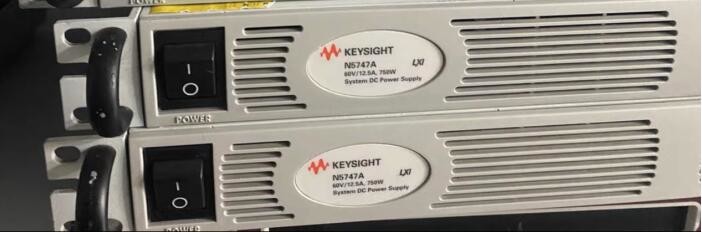 POWER
KEYSIGHT
N5747A
60V/12.5A, 750W
System DC Power Supply
LXI
POWER
KEYSIGHT
N5747A
60V/12.5A, 750W
System DC Power Supply
LXI